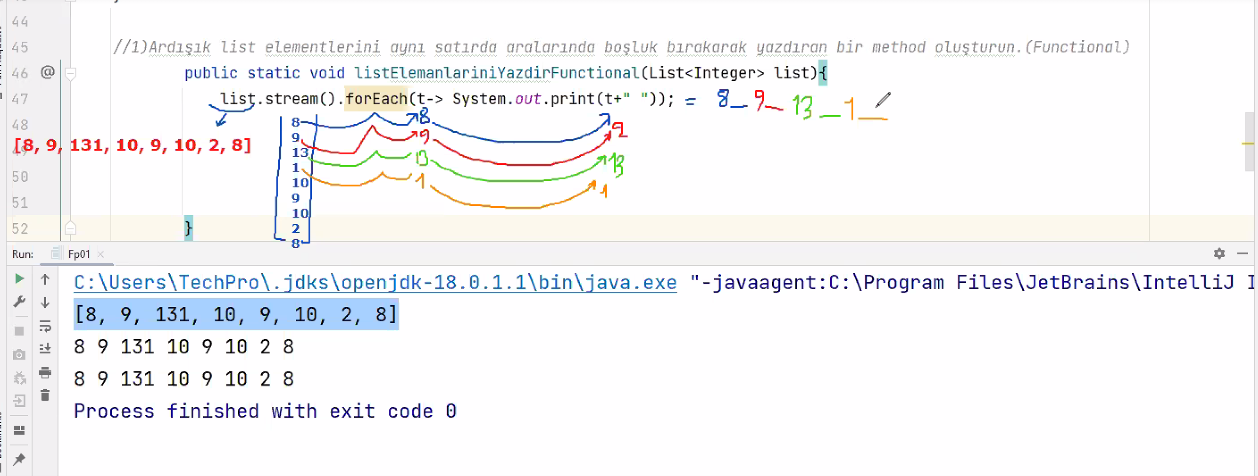 44
45 //1)Ardışık list elementlerini aynı satırda aralarında boşluk bırakarak yazdıran bir method oluşturun.(Functional)
46 @ public static void listElemanlariniYazdirFunctional(List<Integer> list){
47 list.stream().forEach(t-> System.out.print(t+" ")); = 8_ 9_ 13_ 1_
48
8 8
[8, 9, 131, 10, 9, 10, 2, 8]
9 9 9
13 13 13
50
1 1 1
10
51
9
10
52 }
2
8
Run: Fp01
C:\Users\TechPro\.jdks\openjdk-18.0.1.1\bin\java.exe "-javaagent:C:\Program Files\JetBrains\IntelliJ I
[8, 9, 131, 10, 9, 10, 2, 8]
8 9 131 10 9 10 2 8
8 9 131 10 9 10 2 8
Process finished with exit code 0